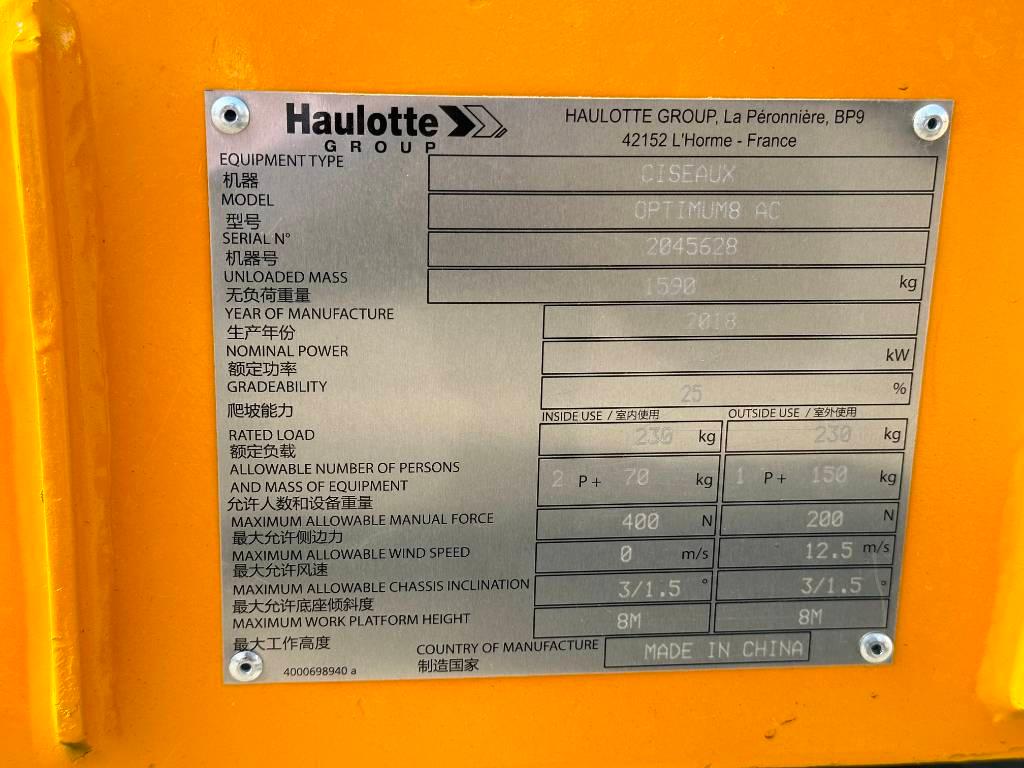 Haulotte
GROUP
HAULOTTE GROUP, La Péronnière, BP9
42152 L'Horme - France
EQUIPMENT TYPE CISEAUX
机器
MODEL OPTIMUM8 AC
型号
SERIAL N° 2045628
机器号
UNLOADED MASS 1590 kg
无负荷重量
YEAR OF MANUFACTURE 2018
生产年份
NOMINAL POWER kW
额定功率
GRADEABILITY 25 %
爬坡能力
INSIDE USE / 室内使用 OUTSIDE USE / 室外使用
RATED LOAD 230 kg 230 kg
额定负载
ALLOWABLE NUMBER OF PERSONS
AND MASS OF EQUIPMENT 2 P+ 70 kg 1 P+ 150 kg
允许人数和设备重量
MAXIMUM ALLOWABLE MANUAL FORCE 400 N 200 N
最大允许侧边力
MAXIMUM ALLOWABLE WIND SPEED 0 m/s 12.5 m/s
最大允许风速
MAXIMUM ALLOWABLE CHASSIS INCLINATION 3/1.5 ° 3/1.5 °
最大允许底座倾斜度
MAXIMUM WORK PLATFORM HEIGHT 8M 8M
最大工作高度
COUNTRY OF MANUFACTURE MADE IN CHINA
制造国家
4000698940 a